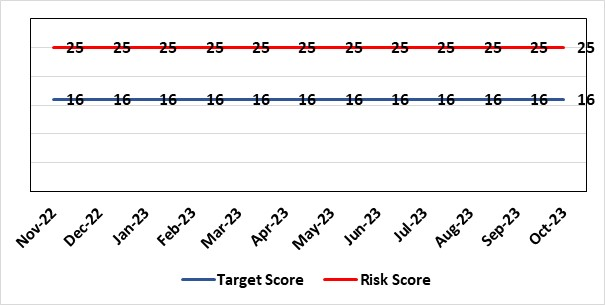 25 25 25 25 25 25 25 25 25 25 25 25
16 16 16 16 16 16 16 16 16 16 16 16
Nov-22 Dec-22 Jan-23 Feb-23 Mar-23 Apr-23 May-23 Jun-23 Jul-23 Aug-23 Sep-23 Oct-23
Target Score Risk Score